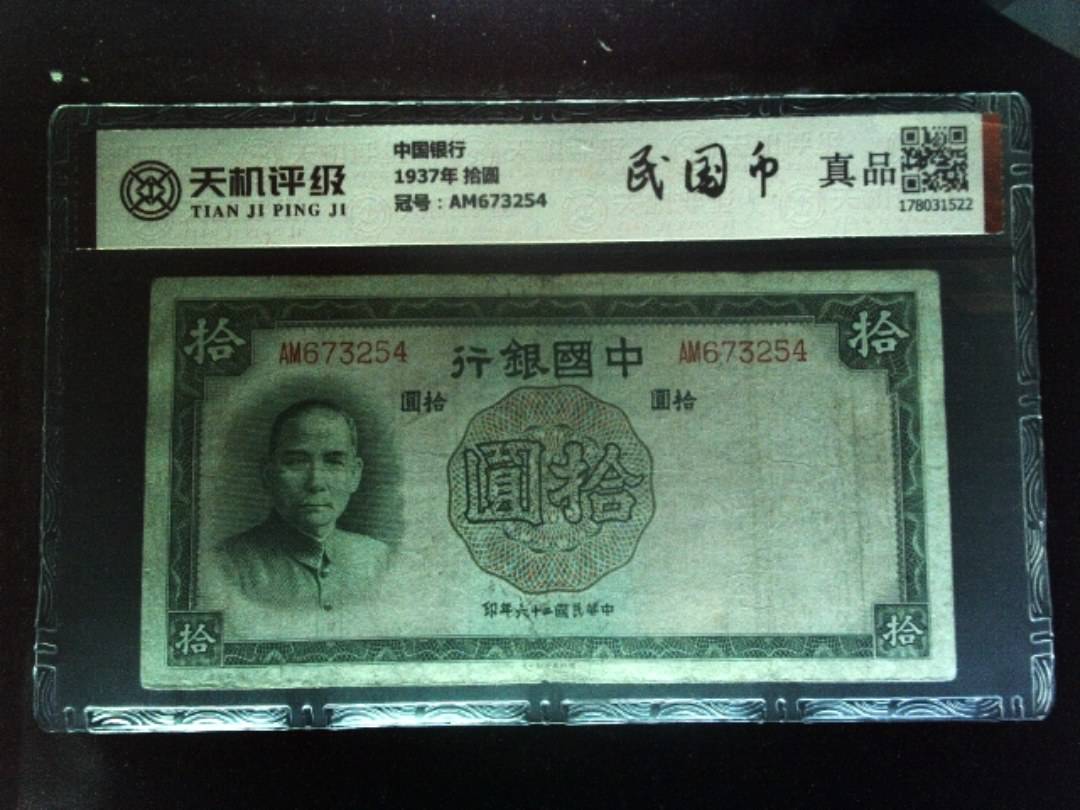 天机评级
TIAN JI PING JI
中国银行
1937年 拾圆
冠号：AM673254
民国币
真品
178031522
拾
拾
AM673254
行銀國中
AM673254
圓拾
圓拾
圓拾
印年六十二國民華中
拾
拾